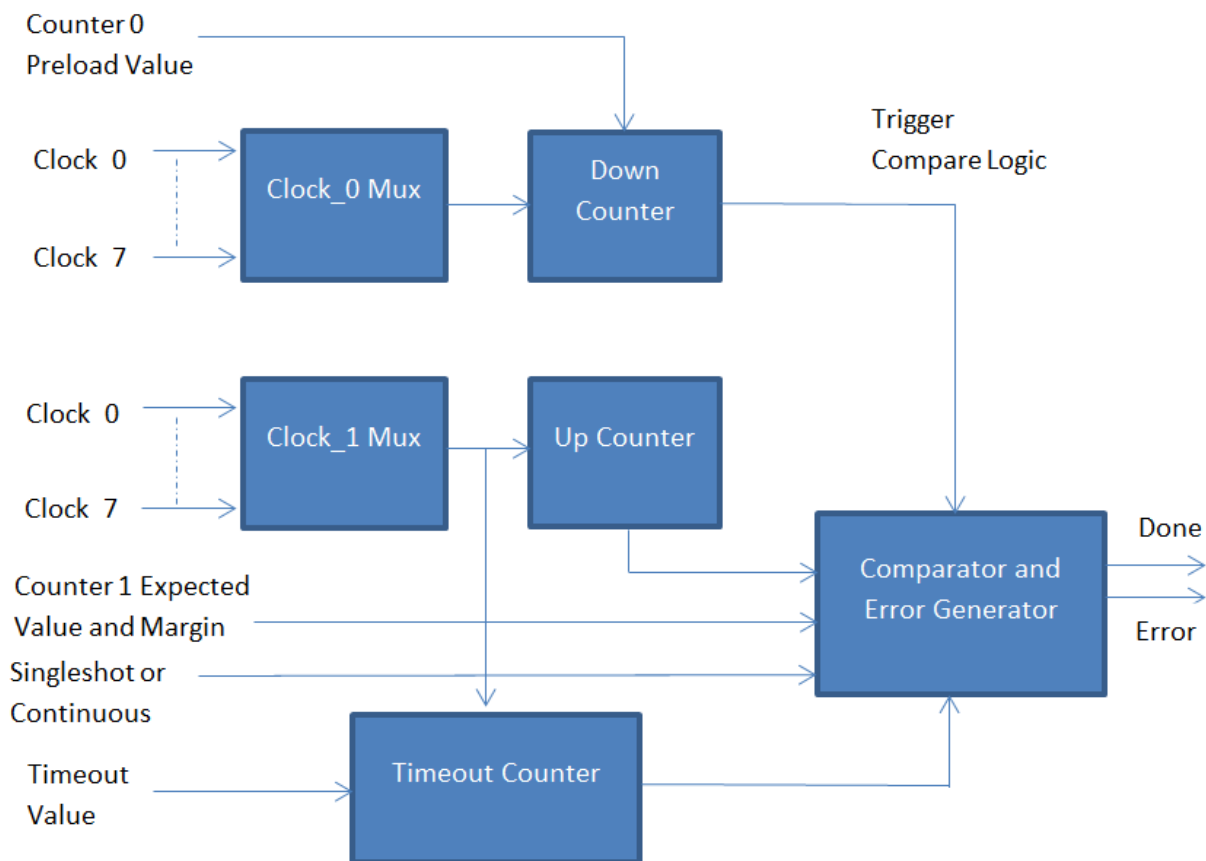 Counter 0
Preload Value
Trigger
Compare Logic
Clock 0
Clock 7
Clock_0 Mux
Down
Counter
Clock 0
Clock 7
Clock_1 Mux
Up Counter
Counter 1 Expected
Value and Margin
Singleshot or
Continuous
Timeout
Value
Timeout Counter
Comparator and
Error Generator
Done
Error